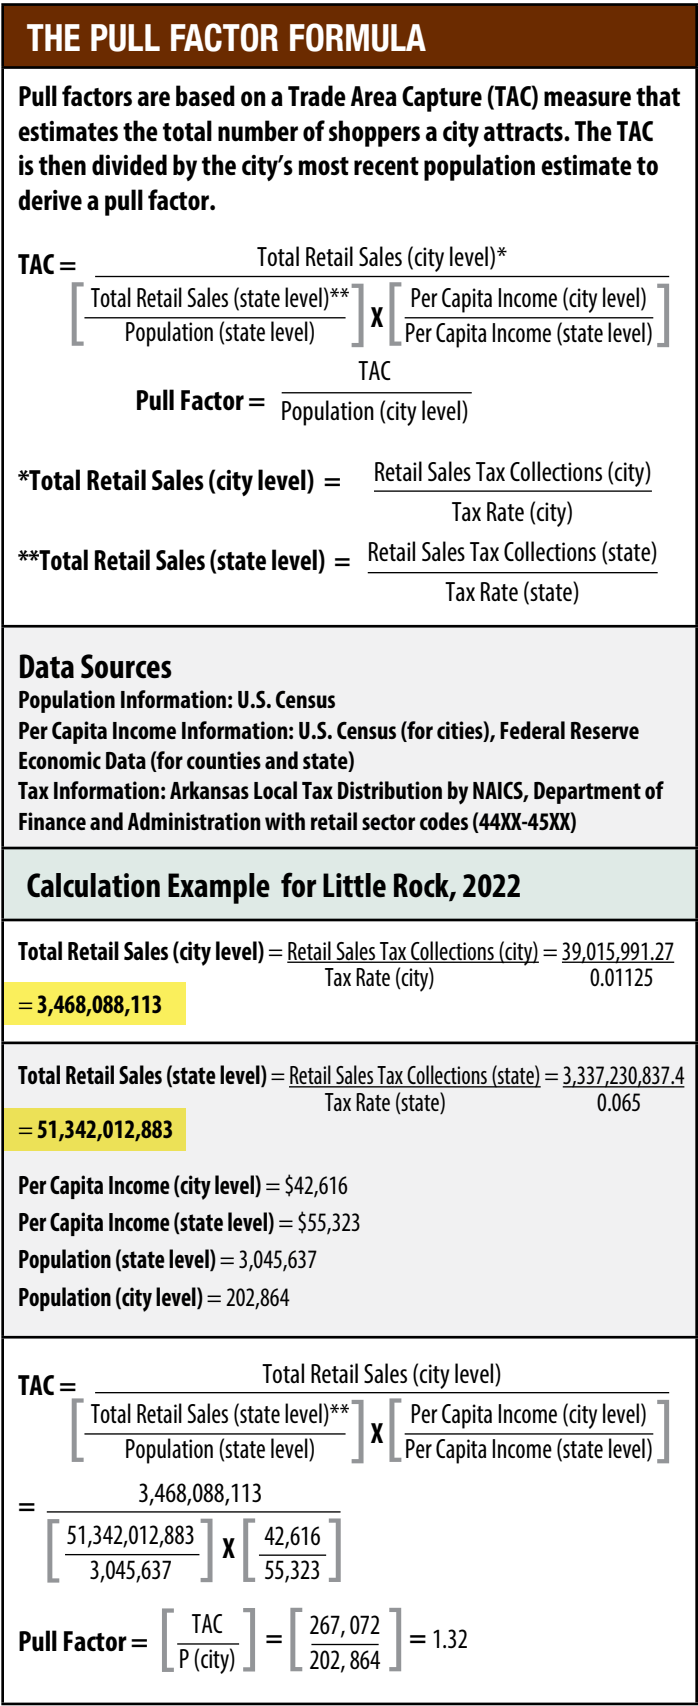 THE PULL FACTOR FORMULA
Pull factors are based on a Trade Area Capture (TAC) measure that
estimates the total number of shoppers a city attracts. The TAC
is then divided by the city's most recent population estimate to
derive a pull factor.
Total Retail Sales (city level)*
TAC =
[Total Retail Sales (state level)** / Population (state level)] X [Per Capita Income (city level) / Per Capita Income (state level)]
TAC
Pull Factor =
Population (city level)
*Total Retail Sales (city level) = Retail Sales Tax Collections (city)
Tax Rate (city)
**Total Retail Sales (state level) = Retail Sales Tax Collections (state)
Tax Rate (state)
Data Sources
Population Information: U.S. Census
Per Capita Income Information: U.S. Census (for cities), Federal Reserve
Economic Data (for counties and state)
Tax Information: Arkansas Local Tax Distribution by NAICS, Department of
Finance and Administration with retail sector codes (44XX-45XX)
Calculation Example for Little Rock, 2022
Total Retail Sales (city level) = Retail Sales Tax Collections (city) = 39,015,991.27
Tax Rate (city) 0.01125
= 3,468,088,113
Total Retail Sales (state level) = Retail Sales Tax Collections (state) = 3,337,230,837.4
Tax Rate (state) 0.065
= 51,342,012,883
Per Capita Income (city level) = $42,616
Per Capita Income (state level) = $55,323
Population (state level) = 3,045,637
Population (city level) = 202,864
Total Retail Sales (city level)
TAC =
[Total Retail Sales (state level)** / Population (state level)] X [Per Capita Income (city level) / Per Capita Income (state level)]
3,468,088,113
=
[51,342,012,883 / 3,045,637] X [42,616 / 55,323]
Pull Factor = [TAC / P (city)] = [267, 072 / 202, 864] = 1.32